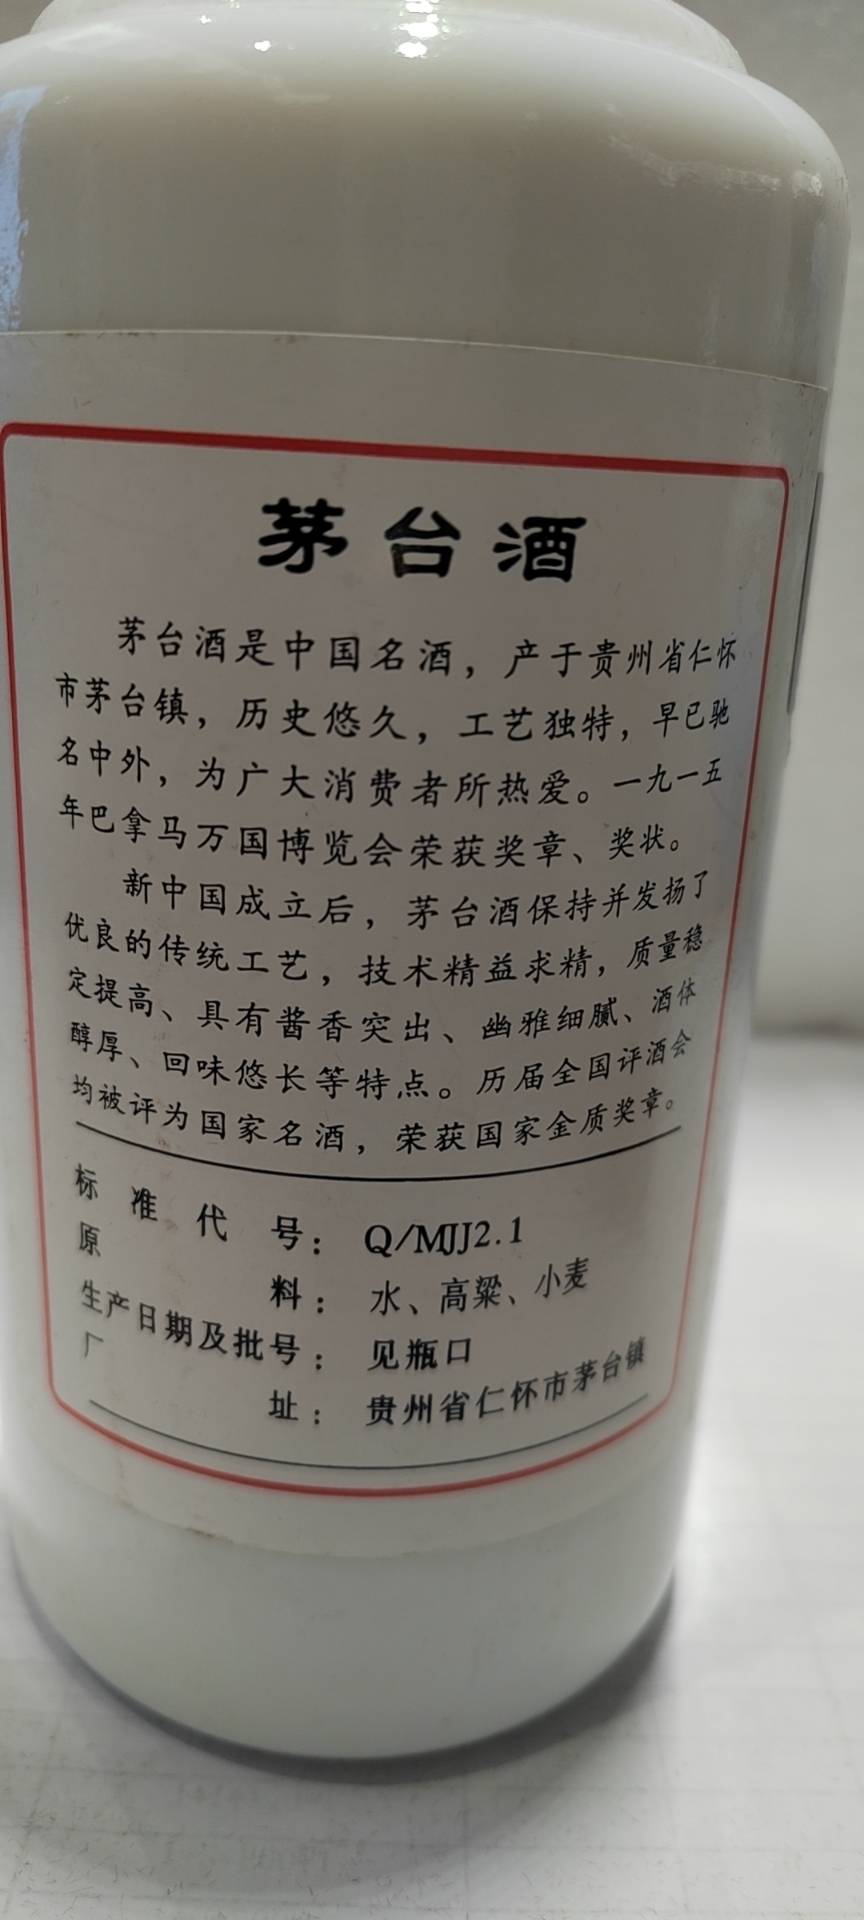 茅台酒
茅台酒是中国名酒，产于贵州省仁怀
市茅台镇，历史悠久，工艺独特，早已驰
名中外，为广大消费者所热爱。一九一五
年巴拿马万国博览会荣获奖章、奖状。
新中国成立后，茅台酒保持并发扬了
优良的传统工艺，技术精益求精，质量稳
定提高、具有酱香突出、幽雅细腻、酒体
醇厚、回味悠长等特点。历届全国评酒会
均被评为国家名酒，荣获国家金质奖章。
标准代号：Q/MJJ2.1
原料：水、高粱、小麦
生产日期及批号：见瓶口
厂址：贵州省仁怀市茅台镇